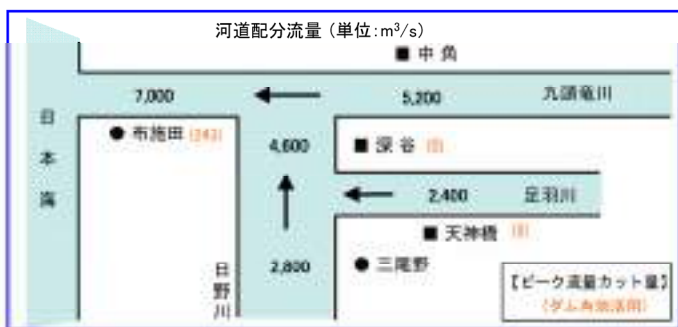 河道配分流量（単位：m³/s）
■ 中 角
7,000
5,200
九頭竜川
日本海
● 布施田 (243)
4,600
■ 深 谷 (0)
2,400
足羽川
■ 天神橋 (0)
2,800
● 三尾野
日野川
【ピーク流量カット量】
(ダム有効活用)